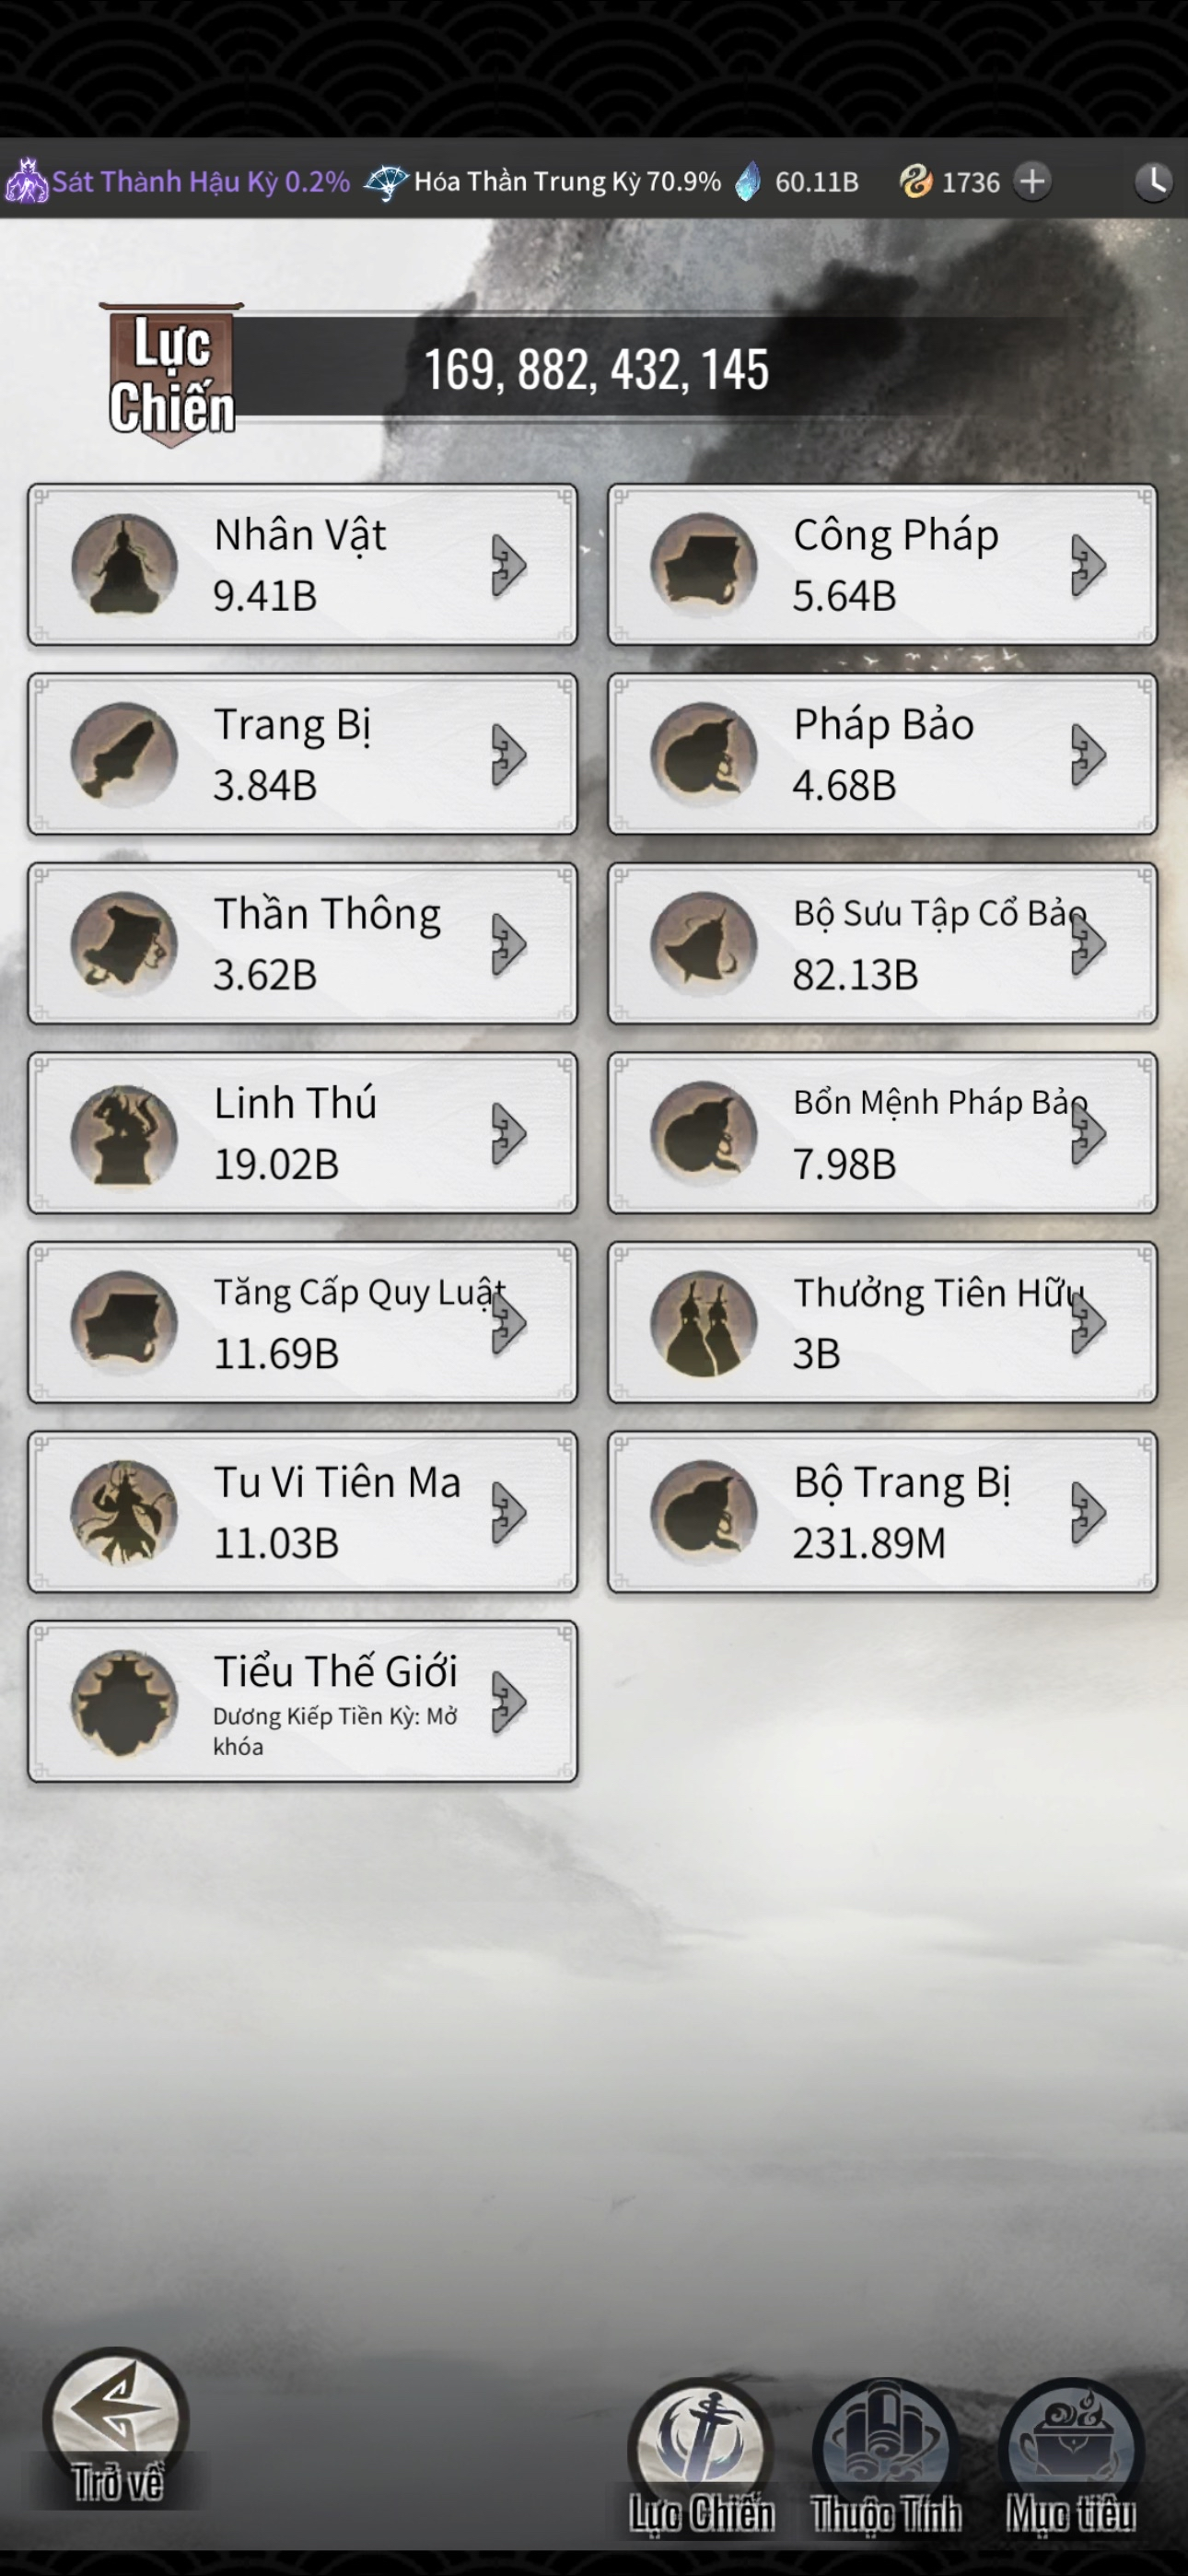 Sát Thành Hậu Kỳ 0.2% Hóa Thần Trung Kỳ 70.9% 60.11B 1736
Lực
Chiến
169, 882, 432, 145
Nhân Vật
9.41B
Công Pháp
5.64B
Trang Bị
3.84B
Pháp Bảo
4.68B
Thần Thông
3.62B
Bộ Sưu Tập Cổ Bảo
82.13B
Linh Thú
19.02B
Bổn Mệnh Pháp Bảo
7.98B
Tăng Cấp Quy Luật
11.69B
Thưởng Tiên Hữu
3B
Tu Vi Tiên Ma
11.03B
Bộ Trang Bị
231.89M
Tiểu Thế Giới
Dương Kiếp Tiền Kỳ: Mở
khóa
Trở về
Lực Chiến
Thuộc Tính
Mục tiêu